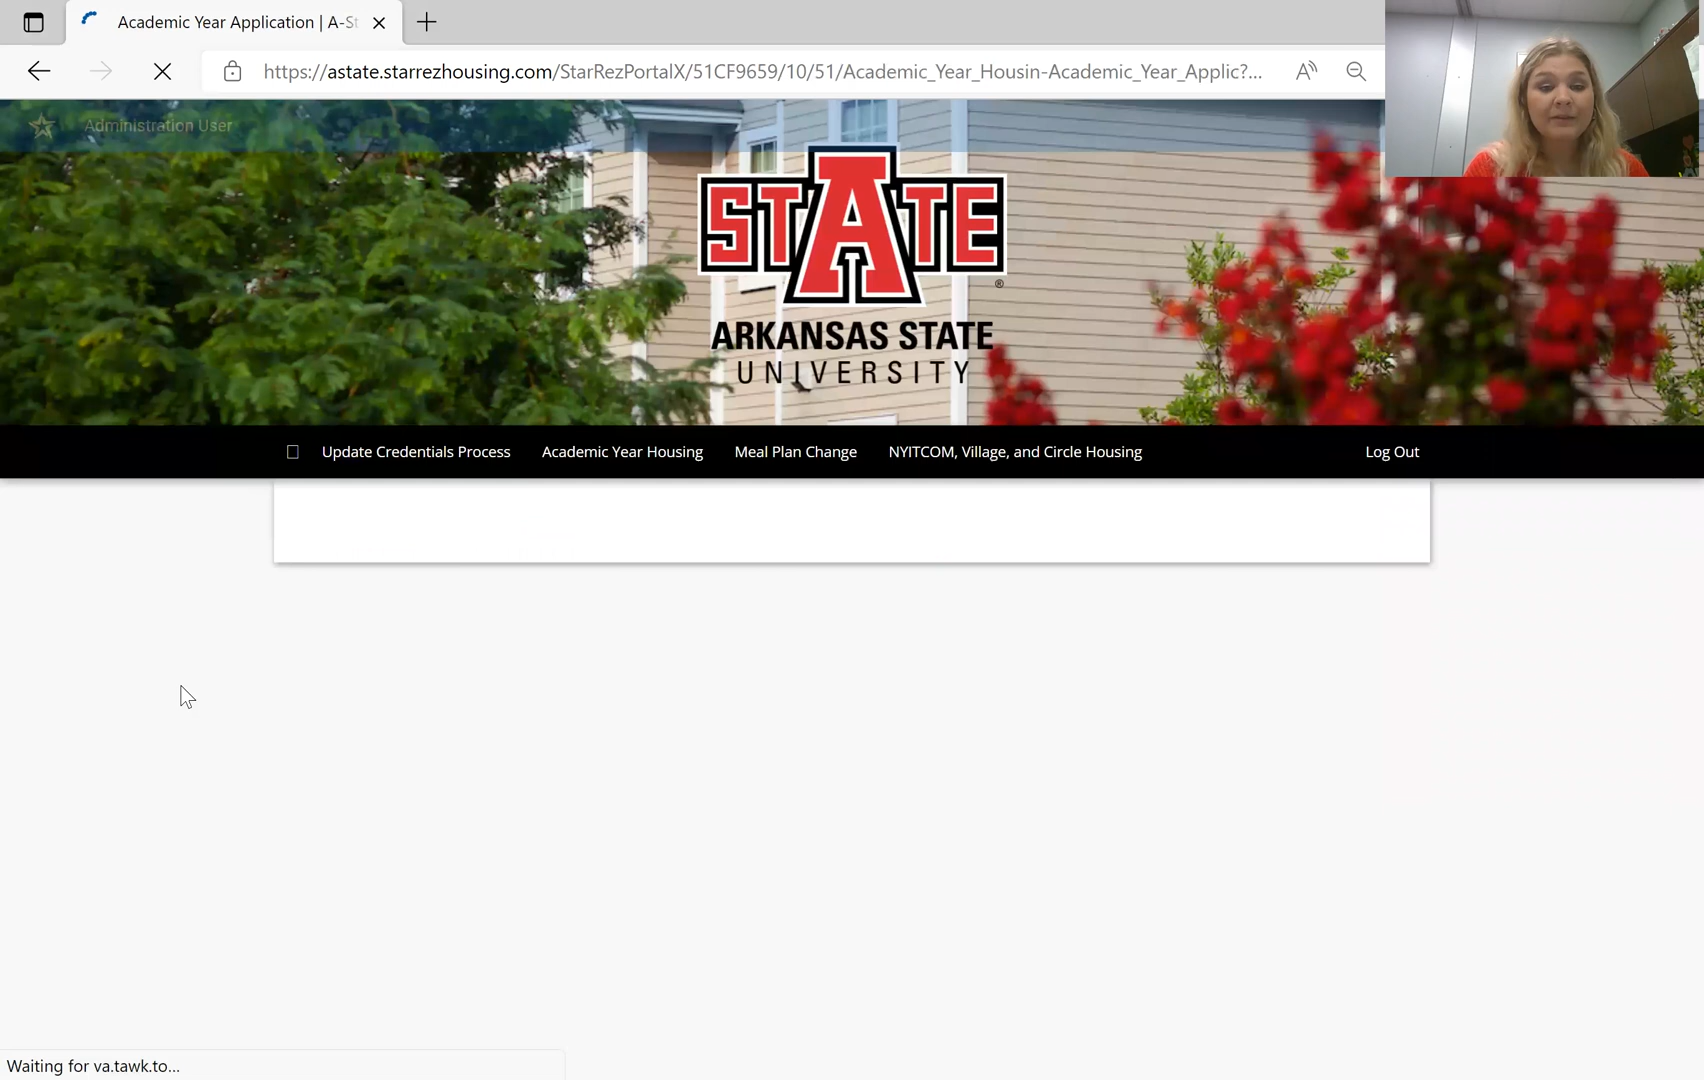 Academic Year Application | A-St
https://astate.starrezhousing.com/StarRezPortalX/51CF9659/10/51/Academic_Year_Housin-Academic_Year_Applic?...
Administration User
STATE
®
ARKANSAS STATE
UNIVERSITY
Update Credentials Process
Academic Year Housing
Meal Plan Change
NYITCOM, Village, and Circle Housing
Log Out
Waiting for va.tawk.to...